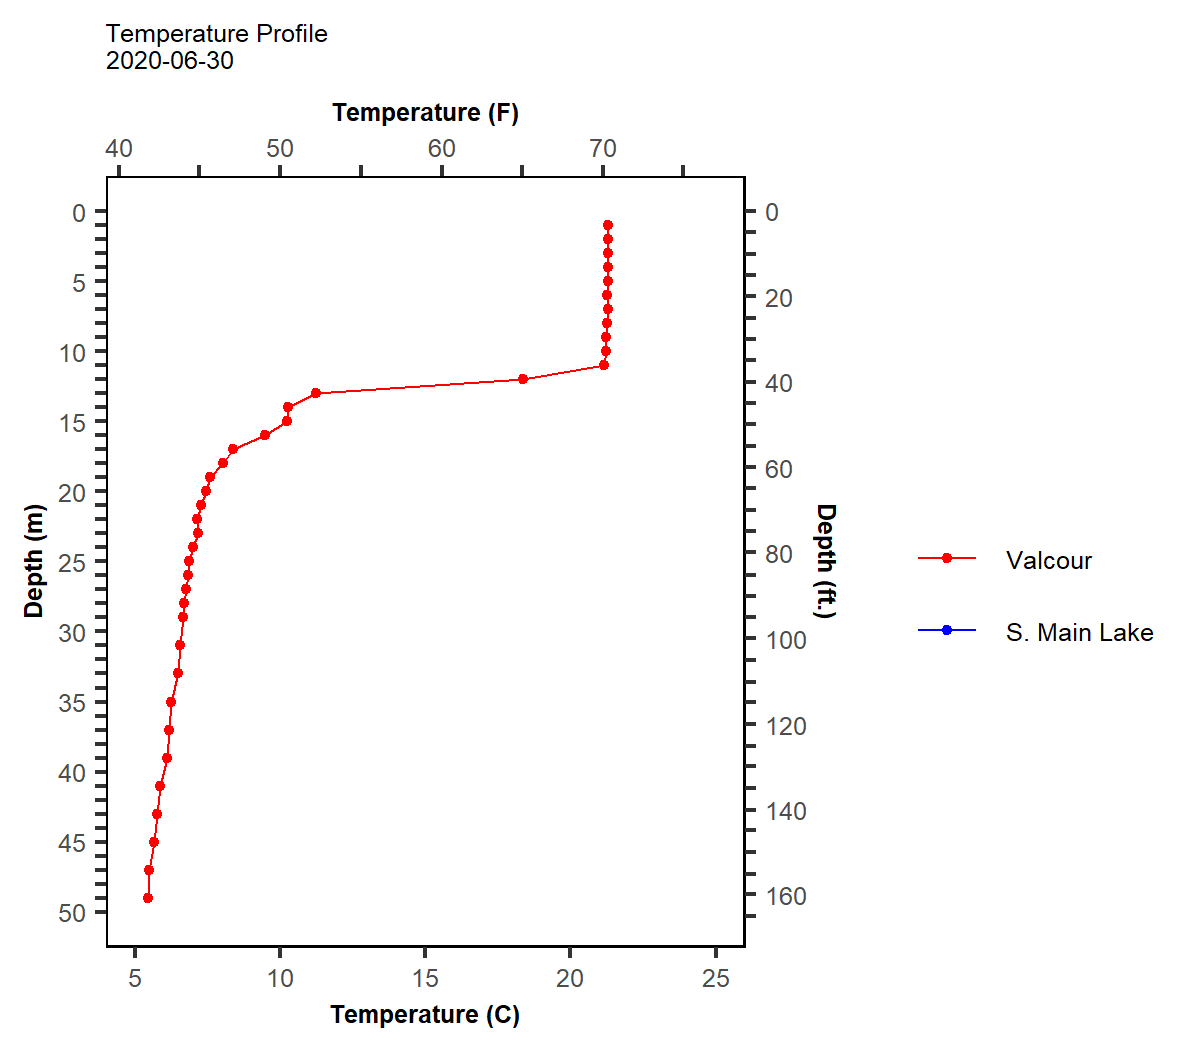 Temperature Profile
2020-06-30
Temperature (F)
40 50 60 70
0
5
10
15
20
25
30
35
40
45
50
Depth (m)
0
20
40
60
80
100
120
140
160
Depth (ft.)
5 10 15 20 25
Temperature (C)
Valcour
S. Main Lake